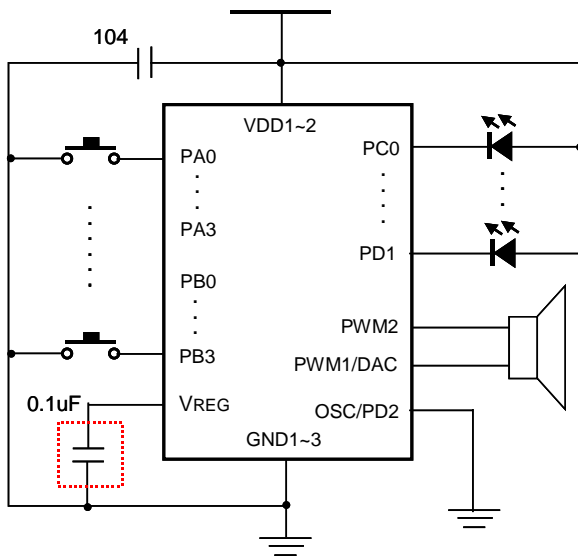 104
VDD1~2
PA0
PC0
PA3
PD1
PB0
PWM2
PB3
PWM1/DAC
0.1uF
VREG
OSC/PD2
GND1~3